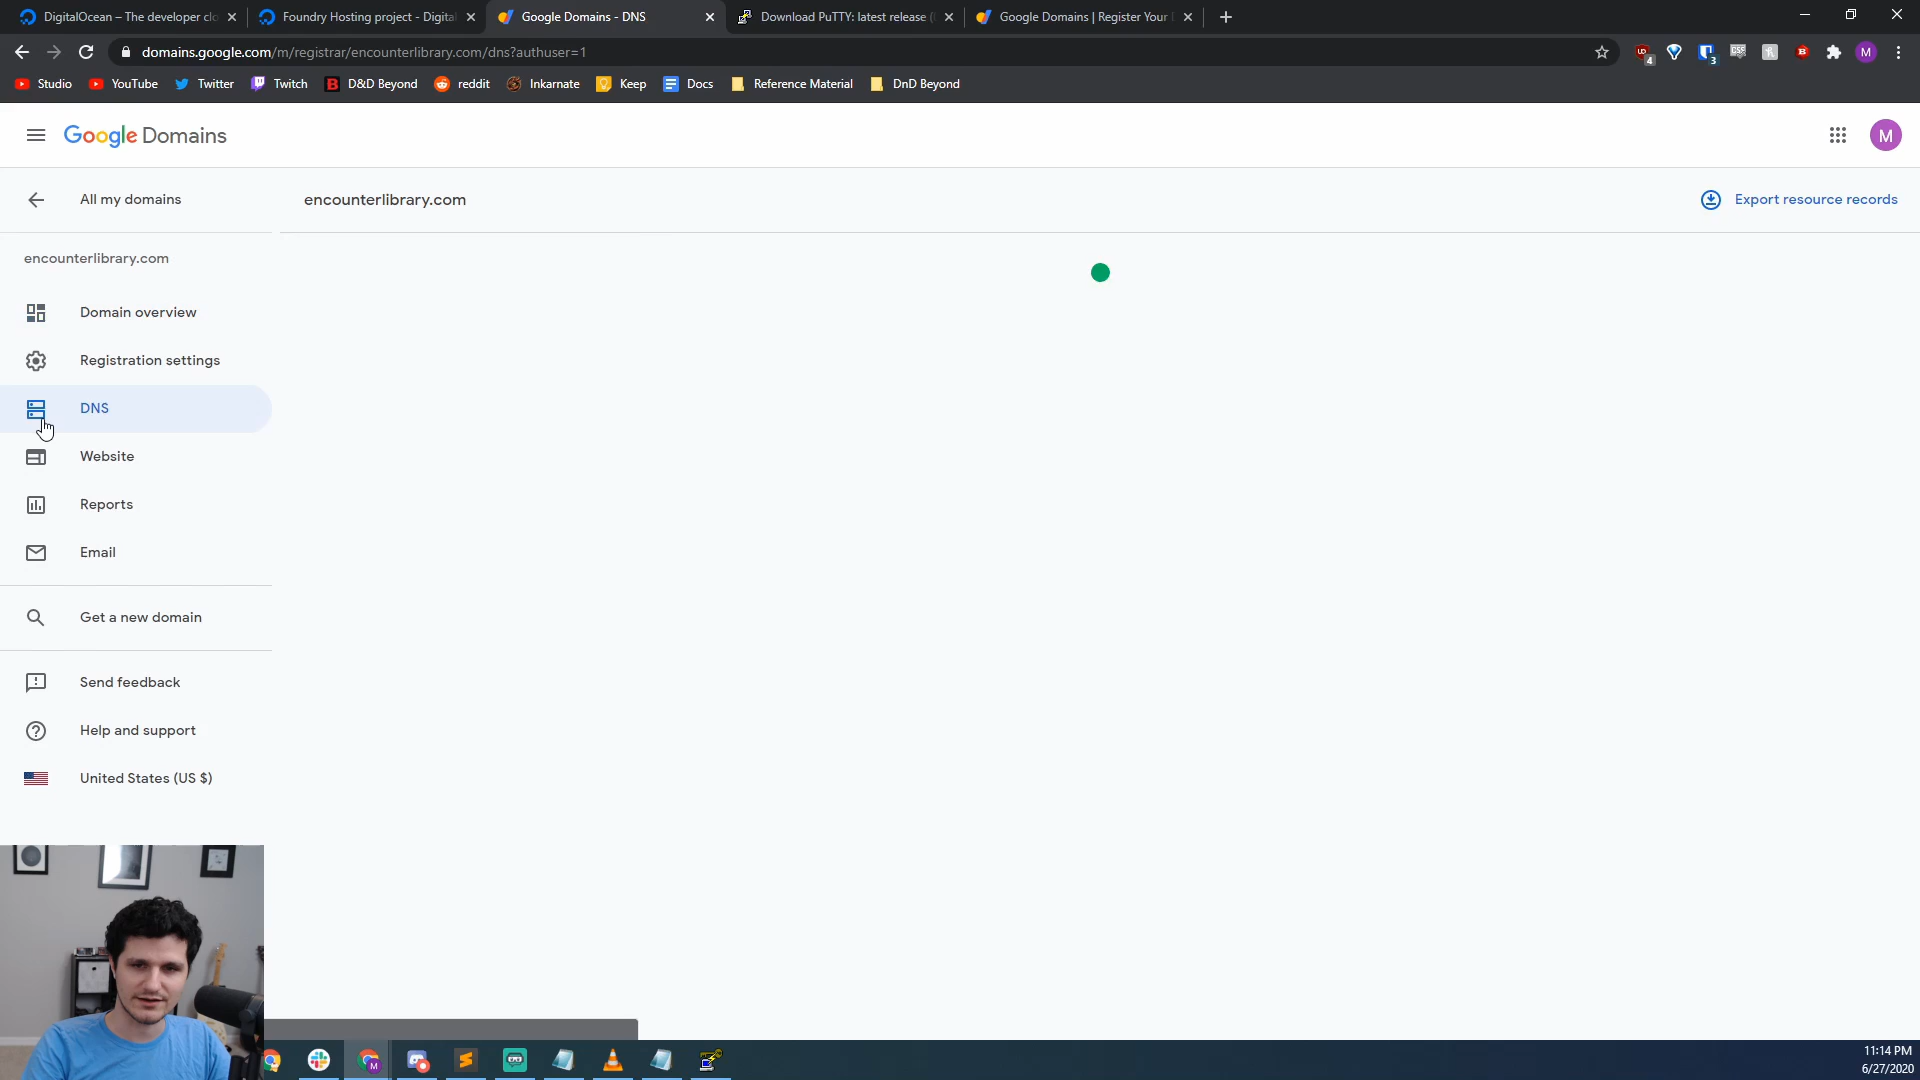 DigitalOcean – The developer clo
Foundry Hosting project - Digital
Google Domains - DNS
Download PuTTY: latest release (
Google Domains | Register Your
domains.google.com/m/registrar/encounterlibrary.com/dns?authuser=1
4
3
M
Studio
YouTube
Twitter
Twitch
D&D Beyond
reddit
Inkarnate
Keep
Docs
Reference Material
DnD Beyond
Google Domains
M
All my domains
encounterlibrary.com
Export resource records
encounterlibrary.com
Domain overview
Registration settings
DNS
Website
Reports
Email
Get a new domain
Send feedback
Help and support
United States (US $)
11:14 PM
6/27/2020